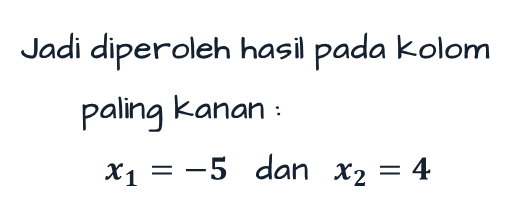 Jadi diperoleh hasil pada kolom
paling kanan :
x₁ = −5 dan x₂ = 4